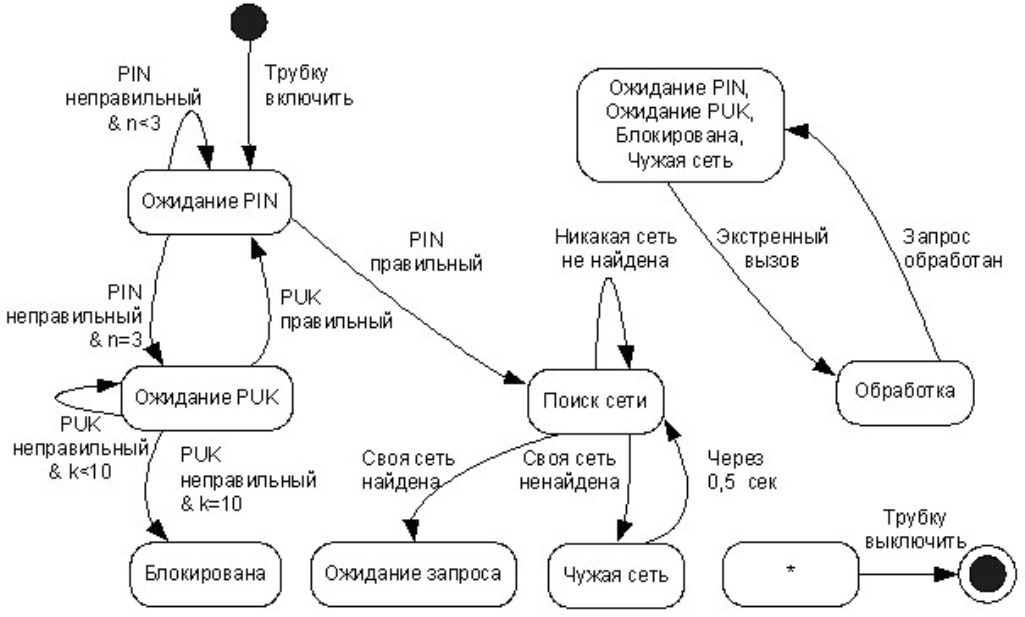 Трубку
включить
PIN
неправильный
& n<3
Ожидание PIN
Ожидание PIN,
Ожидание PUK,
Блокирована,
Чужая сеть
PIN
правильный
Никакая сеть
не найдена
Экстренный
вызов
Запрос
обработан
PIN
неправильный
& n=3
PUK
правильный
Ожидание PUK
Поиск сети
Обработка
PUK
неправильный
& k<10
PUK
неправильный
& k=10
Своя сеть
найдена
Своя сеть
ненайдена
Через
0,5 сек
Трубку
выключить
Блокирована
Ожидание запроса
Чужая сеть
*